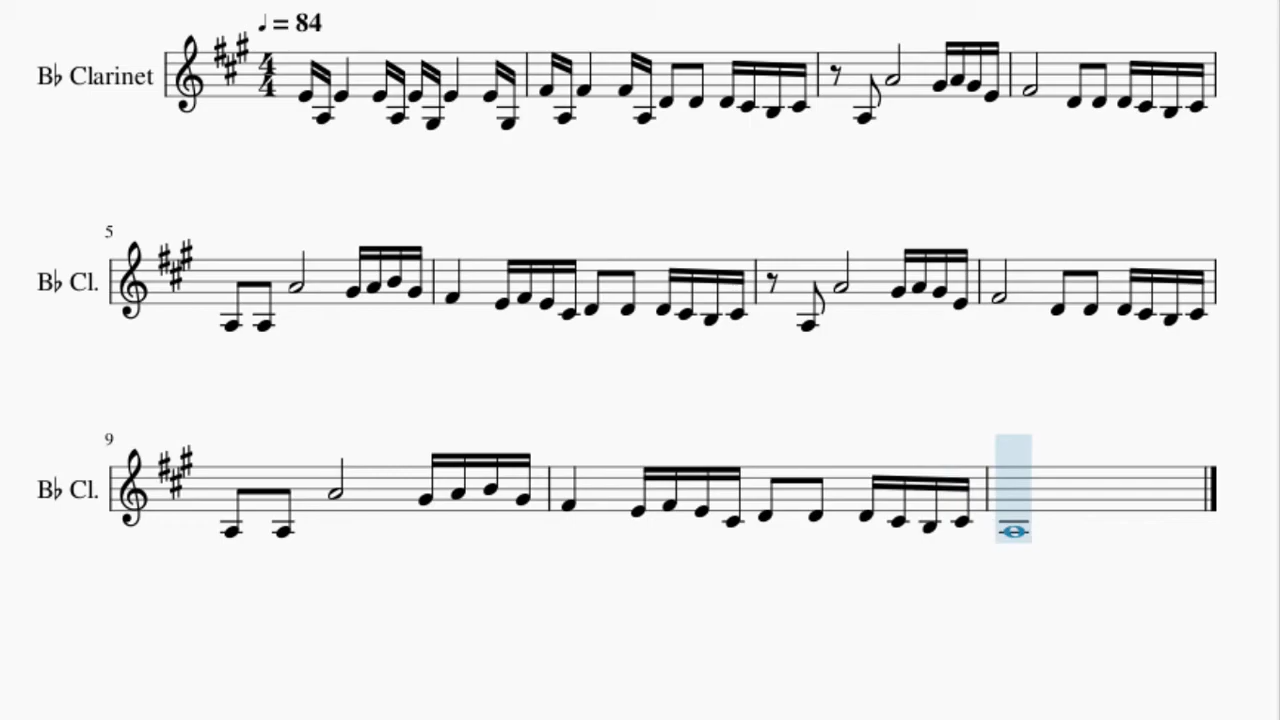 ♩ = 84
B♭ Clarinet
4
4
5
B♭ Cl.
9
B♭ Cl.